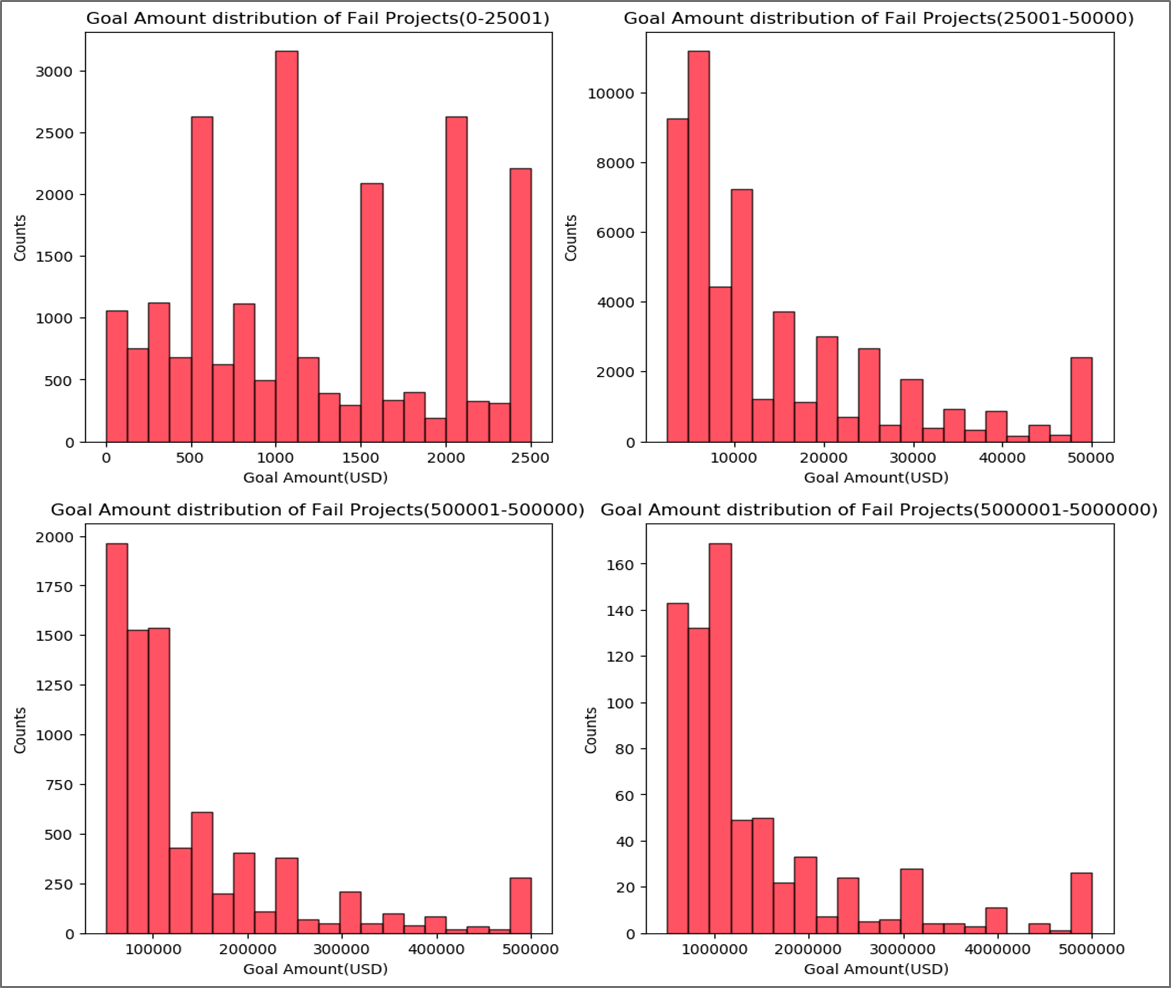 Goal Amount distribution of Fail Projects(0-25001)
Counts
3000
2500
2000
1500
1000
500
0
0 500 1000 1500 2000 2500
Goal Amount(USD)
Goal Amount distribution of Fail Projects(25001-50000)
Counts
10000
8000
6000
4000
2000
0
10000 20000 30000 40000 50000
Goal Amount(USD)
Goal Amount distribution of Fail Projects(500001-500000)
Counts
2000
1750
1500
1250
1000
750
500
250
0
100000 200000 300000 400000 500000
Goal Amount(USD)
Goal Amount distribution of Fail Projects(5000001-5000000)
Counts
160
140
120
100
80
60
40
20
0
1000000 2000000 3000000 4000000 5000000
Goal Amount(USD)